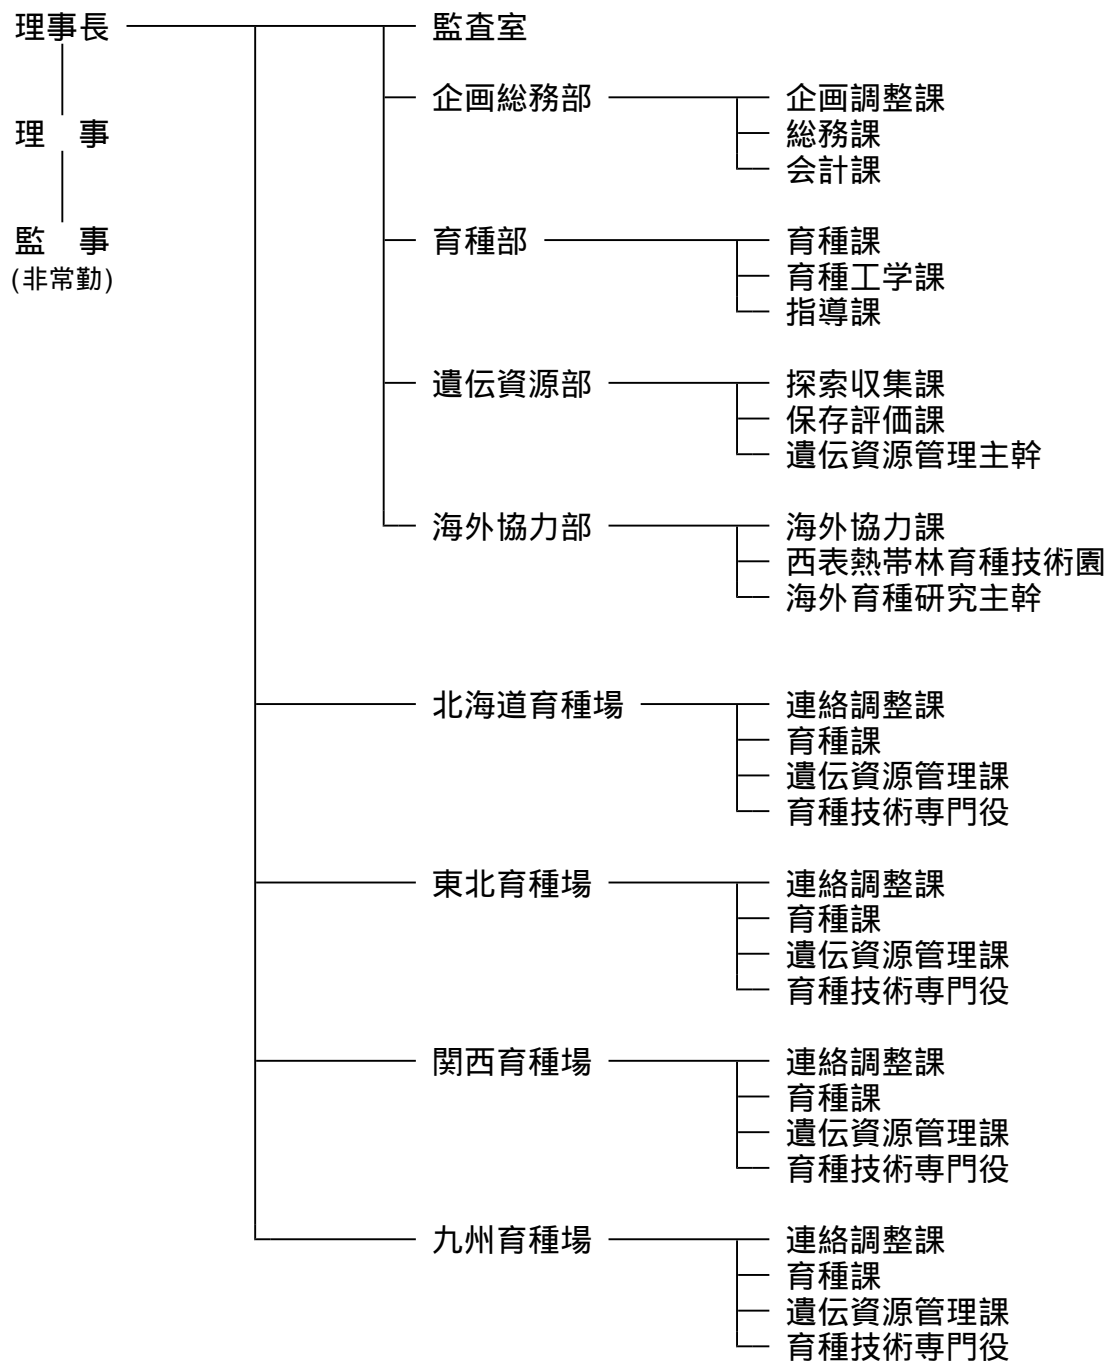 理事長 監査室
企画総務部 企画調整課
理　事 総務課
会計課
監　事 育種部 育種課
(非常勤) 育種工学課
指導課
遺伝資源部 探索収集課
保存評価課
遺伝資源管理主幹
海外協力部 海外協力課
西表熱帯林育種技術園
海外育種研究主幹
北海道育種場 連絡調整課
育種課
遺伝資源管理課
育種技術専門役
東北育種場 連絡調整課
育種課
遺伝資源管理課
育種技術専門役
関西育種場 連絡調整課
育種課
遺伝資源管理課
育種技術専門役
九州育種場 連絡調整課
育種課
遺伝資源管理課
育種技術専門役